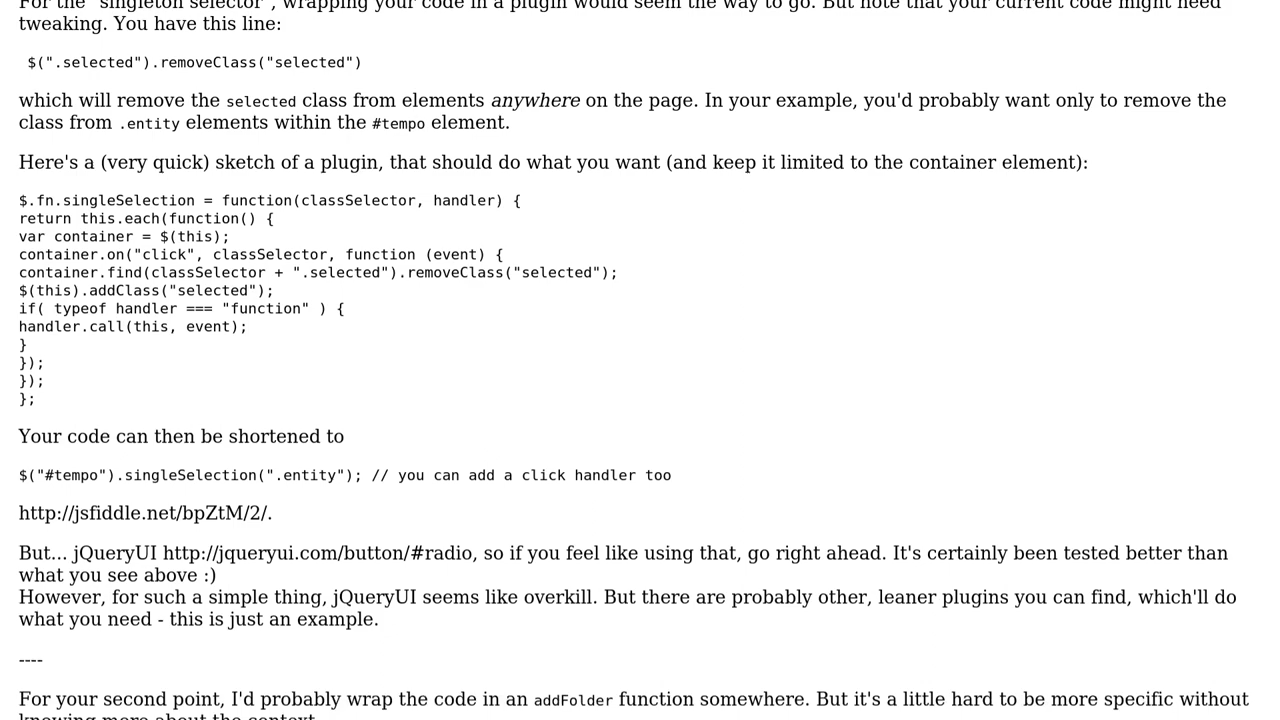 For the "singleton selector", wrapping your code in a plugin would seem the way to go. But note that your current code might need
tweaking. You have this line:
$(".selected").removeClass("selected")
which will remove the selected class from elements anywhere on the page. In your example, you'd probably want only to remove the
class from .entity elements within the #tempo element.
Here's a (very quick) sketch of a plugin, that should do what you want (and keep it limited to the container element):
$.fn.singleSelection = function(classSelector, handler) {
return this.each(function() {
var container = $(this);
container.on("click", classSelector, function (event) {
container.find(classSelector + ".selected").removeClass("selected");
$(this).addClass("selected");
if( typeof handler === "function" ) {
handler.call(this, event);
}
});
});
};
Your code can then be shortened to
$("#tempo").singleSelection(".entity"); // you can add a click handler too
http://jsfiddle.net/bpZtM/2/.
But... jQueryUI http://jqueryui.com/button/#radio, so if you feel like using that, go right ahead. It's certainly been tested better than
what you see above :)
However, for such a simple thing, jQueryUI seems like overkill. But there are probably other, leaner plugins you can find, which'll do
what you need - this is just an example.
----
For your second point, I'd probably wrap the code in an addFolder function somewhere. But it's a little hard to be more specific without
knowing more about the context.